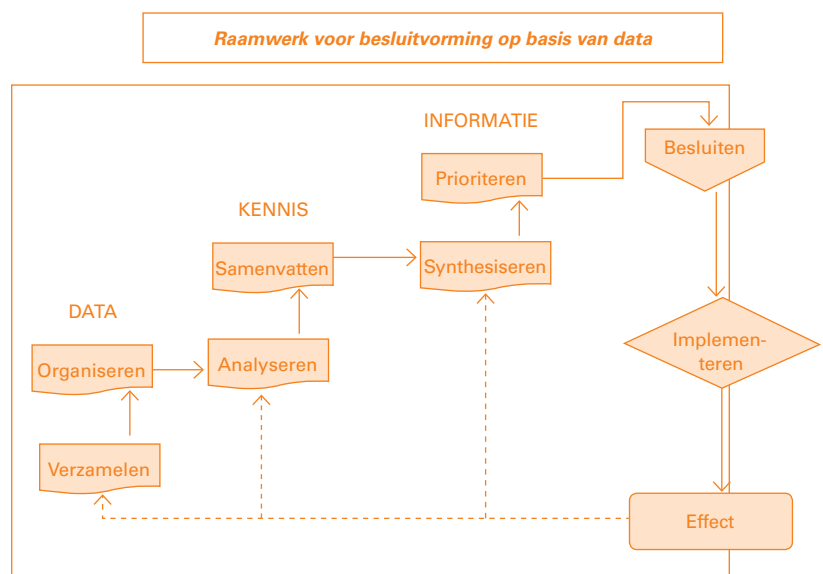 Raamwerk voor besluitvorming op basis van data
INFORMATIE
Besluiten
Prioriteren
KENNIS
Samenvatten
Synthesiseren
DATA
Implemen-
teren
Organiseren
Analyseren
Verzamelen
Effect